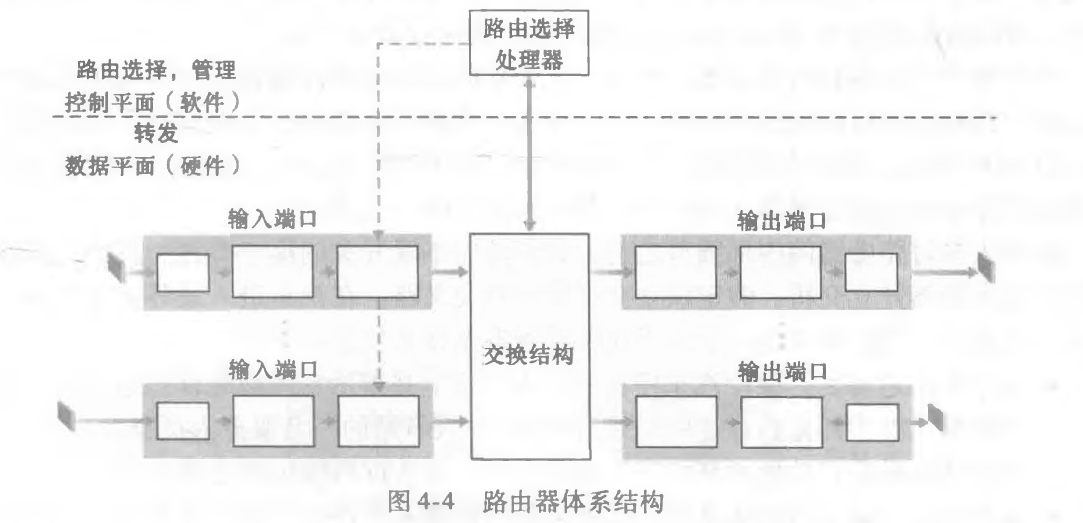 路由选择
处理器
路由选择，管理
控制平面（软件）
转发
数据平面（硬件）
输入端口
输出端口
交换结构
输入端口
输出端口
图 4-4 路由器体系结构